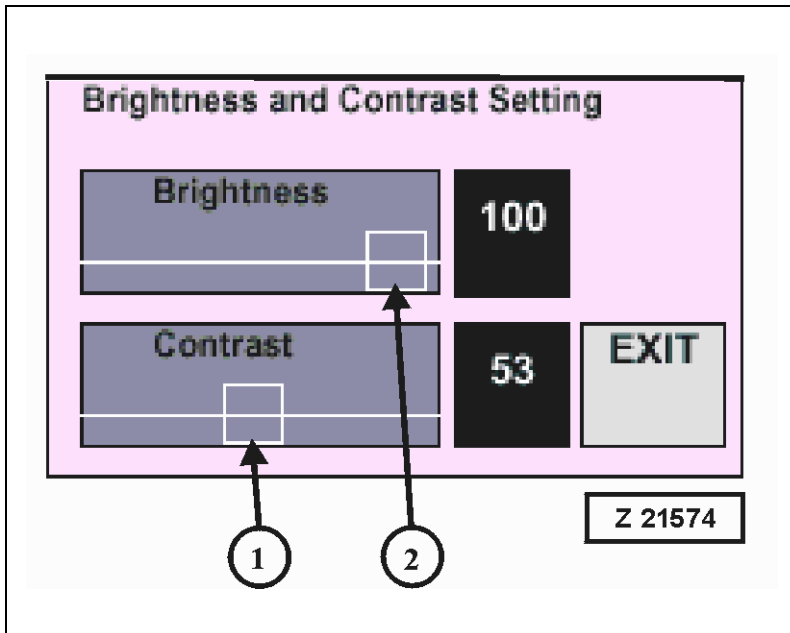 Brightness and Contrast Setting
Brightness
100
Contrast
53
EXIT
Z 21574
1
2